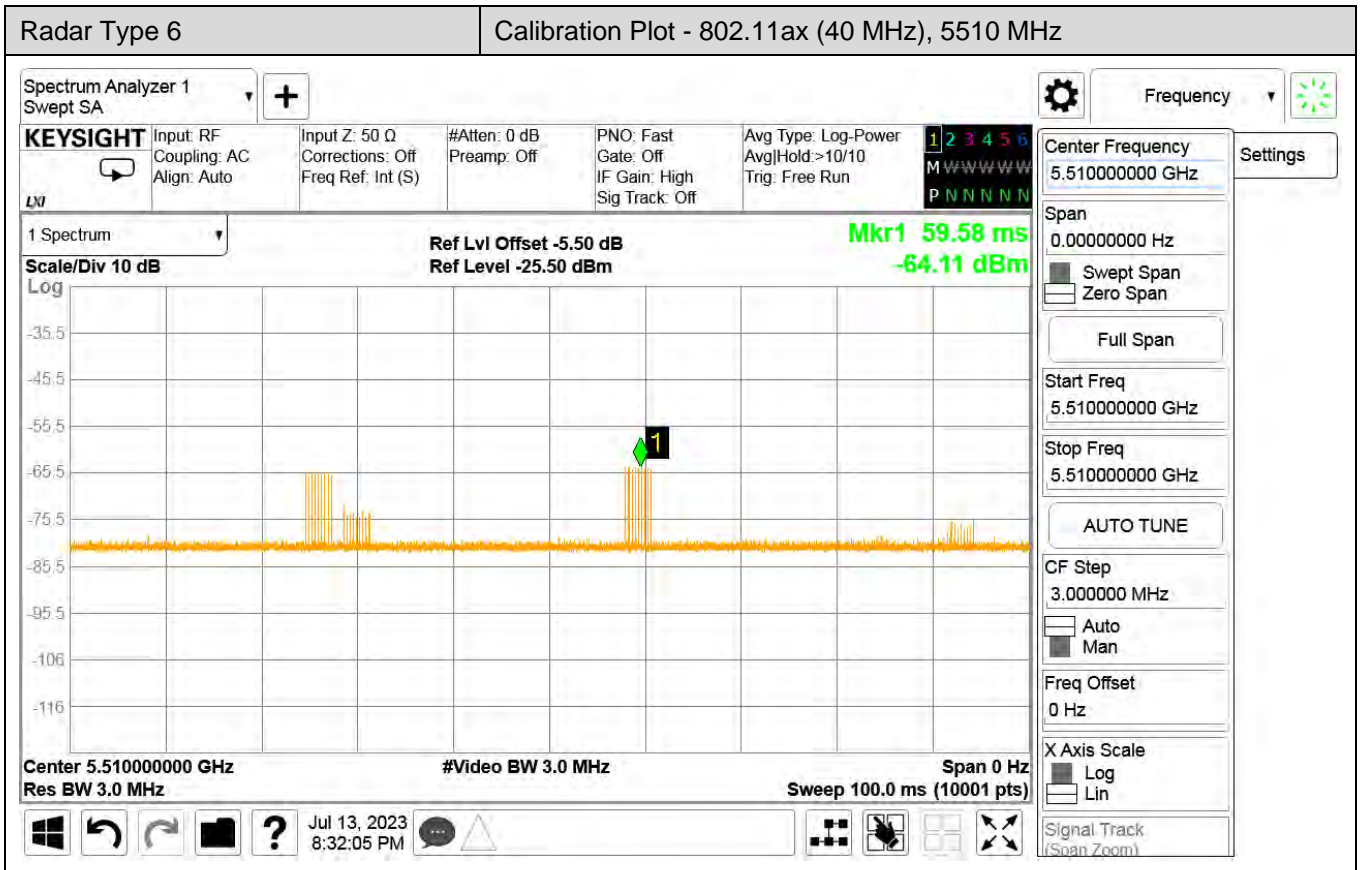 Radar Type 6
Calibration Plot - 802.11ax (40 MHz), 5510 MHz
Spectrum Analyzer 1
Swept SA
+
Frequency
KEYSIGHT
LXI
Input: RF
Coupling: AC
Align: Auto
Input Z: 50 Ω
Corrections: Off
Freq Ref: Int (S)
#Atten: 0 dB
Preamp: Off
PNO: Fast
Gate: Off
IF Gain: High
Sig Track: Off
Avg Type: Log-Power
Avg|Hold:>10/10
Trig: Free Run
1 2 3 4 5 6
M W W W W W
P N N N N N
Settings
1 Spectrum
Scale/Div 10 dB
Log
Ref Lvl Offset -5.50 dB
Ref Level -25.50 dBm
Mkr1 59.58 ms
-64.11 dBm
-35.5
-45.5
-55.5
-65.5
-75.5
-85.5
-95.5
-106
-116
1
Center 5.510000000 GHz
Res BW 3.0 MHz
#Video BW 3.0 MHz
Span 0 Hz
Sweep 100.0 ms (10001 pts)
Center Frequency
5.510000000 GHz
Span
0.00000000 Hz
Swept Span
Zero Span
Full Span
Start Freq
5.510000000 GHz
Stop Freq
5.510000000 GHz
AUTO TUNE
CF Step
3.000000 MHz
Auto
Man
Freq Offset
0 Hz
X Axis Scale
Log
Lin
Signal Track
(Span Zoom)
?
Jul 13, 2023
8:32:05 PM